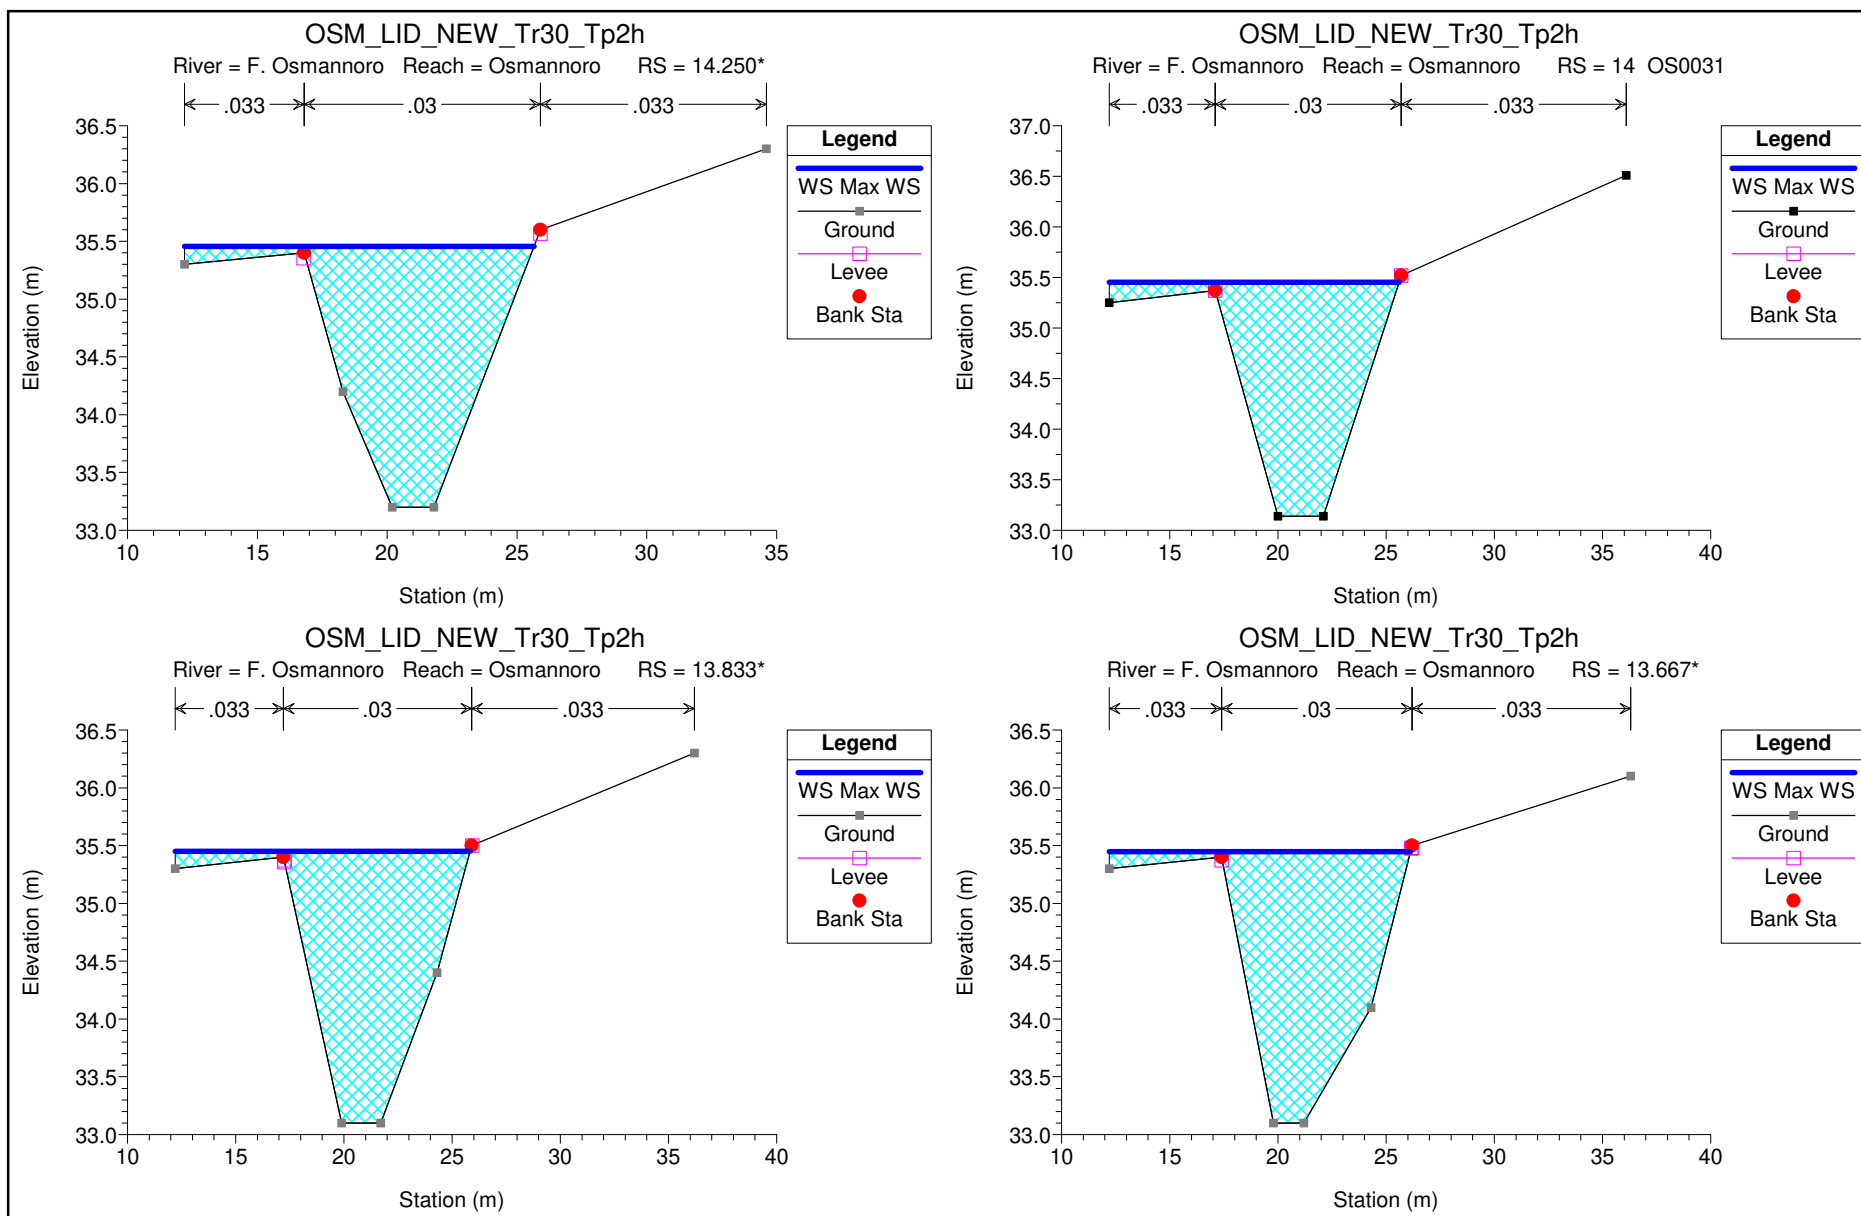 OSM_LID_NEW_Tr30_Tp2h
River = F. Osmannoro Reach = Osmannoro RS = 14.250*
.033 .03 .033
36.5
36.0
35.5
35.0
34.5
34.0
33.5
33.0
10 15 20 25 30 35
Station (m)
Elevation (m)
Legend
WS Max WS
Ground
Levee
Bank Sta
OSM_LID_NEW_Tr30_Tp2h
River = F. Osmannoro Reach = Osmannoro RS = 14 OS0031
.033 .03 .033
37.0
36.5
36.0
35.5
35.0
34.5
34.0
33.5
33.0
10 15 20 25 30 35 40
Station (m)
Elevation (m)
Legend
WS Max WS
Ground
Levee
Bank Sta
OSM_LID_NEW_Tr30_Tp2h
River = F. Osmannoro Reach = Osmannoro RS = 13.833*
.033 .03 .033
36.5
36.0
35.5
35.0
34.5
34.0
33.5
33.0
10 15 20 25 30 35 40
Station (m)
Elevation (m)
Legend
WS Max WS
Ground
Levee
Bank Sta
OSM_LID_NEW_Tr30_Tp2h
River = F. Osmannoro Reach = Osmannoro RS = 13.667*
.033 .03 .033
36.5
36.0
35.5
35.0
34.5
34.0
33.5
33.0
10 15 20 25 30 35 40
Station (m)
Elevation (m)
Legend
WS Max WS
Ground
Levee
Bank Sta